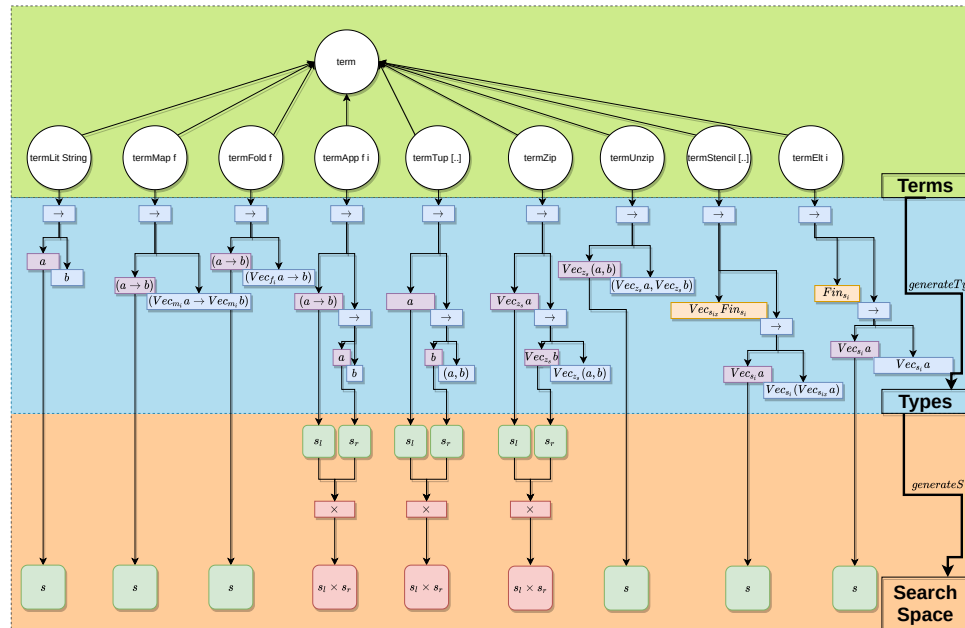 term
termLit String
termMap f
termFold f
termApp f i
termTup [..]
termZip
termUnzip
termStencil [..]
termElt i
Terms
→ → → → → → → → →
a
b
(a → b)
(Vec_{m_i} a → Vec_{m_i} b)
(a → b)
(Vec_{f_i} a → b)
(a → b)
→
a
b
a
→
b
(a, b)
Vec_{z_s} a
→
Vec_{z_s} b
Vec_{z_s} (a, b)
Vec_{z_s} (a, b)
(Vec_{z_s} a, Vec_{z_s} b)
Vec_{s_{ix}} Fin_{s_i}
→
Vec_{s_i} a
Vec_{s_i} (Vec_{s_{ix}} a)
Fin_{s_i}
→
Vec_{s_i} a
Vec_{s_i} a
generateTy
Types
s_l s_r s_l s_r s_l s_r
generateS
× × ×
s s s s_l × s_r s_l × s_r s_l × s_r s s s
Search
Space